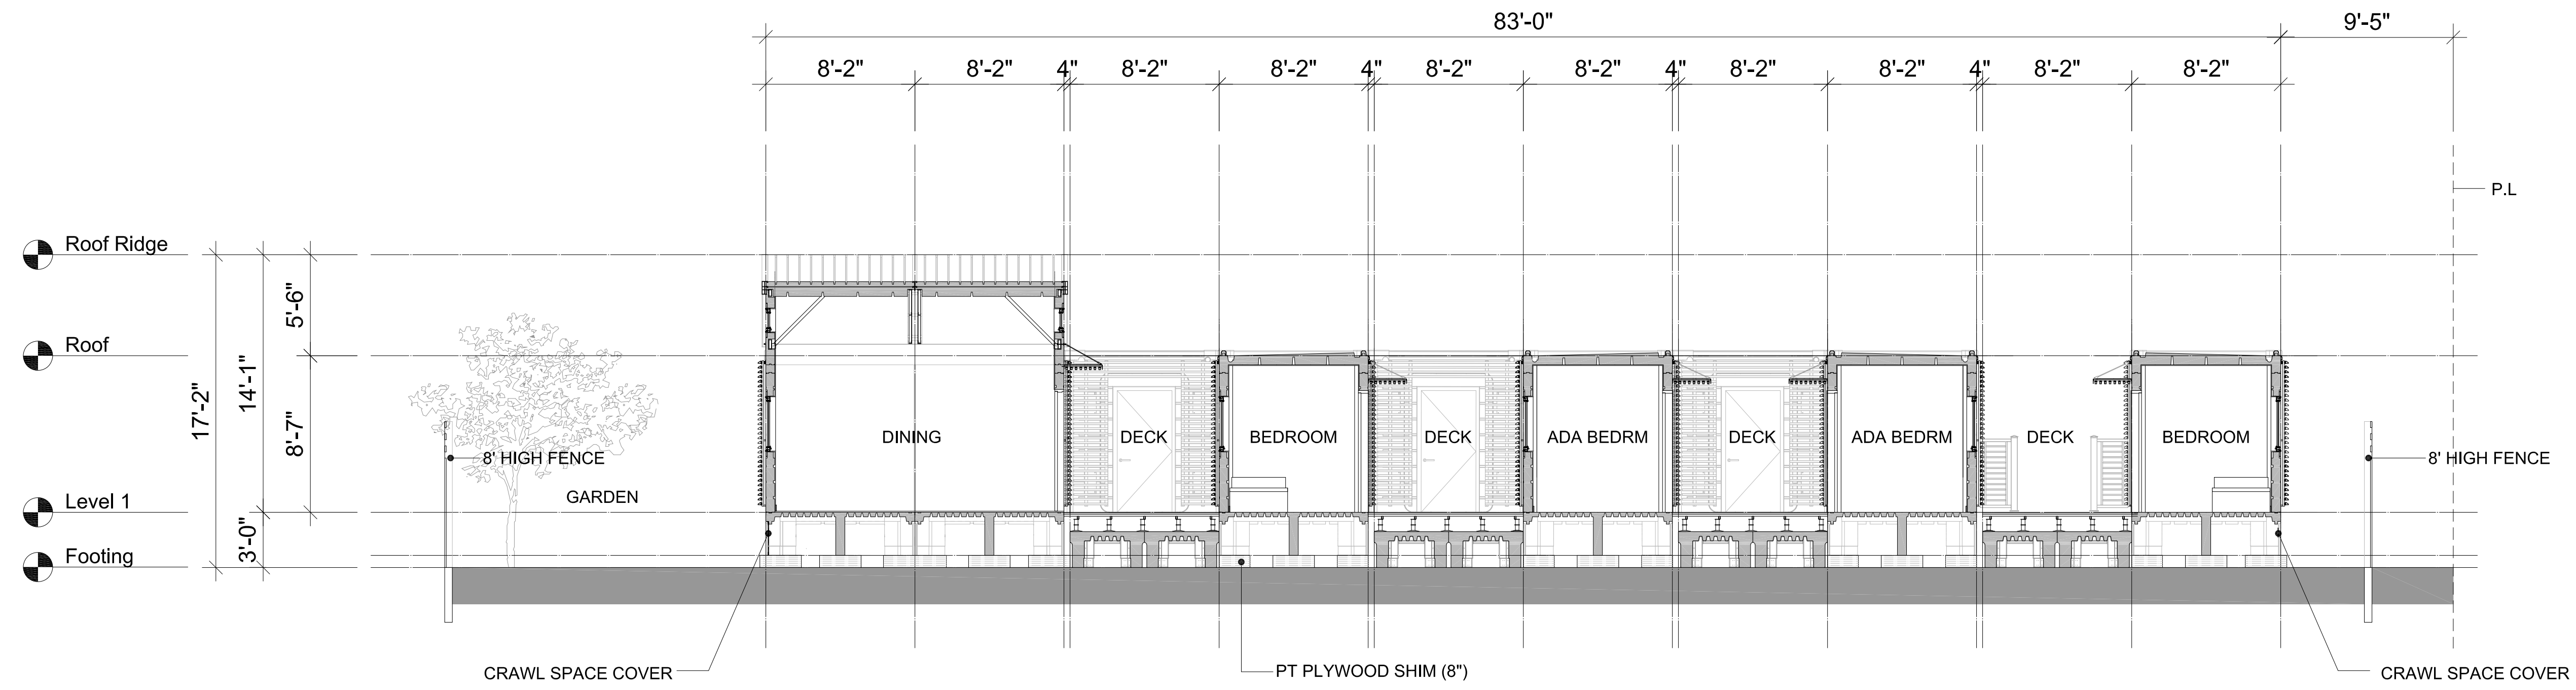 83'-0"
9'-5"
8'-2" 8'-2" 4" 8'-2" 8'-2" 4" 8'-2" 8'-2" 4" 8'-2" 8'-2" 4" 8'-2" 8'-2"
P.L
Roof Ridge
5'-6"
Roof
14'-1"
17'-2"
8'-7"
DINING
DECK
BEDROOM
DECK
ADA BEDRM
DECK
ADA BEDRM
DECK
BEDROOM
8' HIGH FENCE
8' HIGH FENCE
GARDEN
Level 1
3'-0"
Footing
CRAWL SPACE COVER
PT PLYWOOD SHIM (8")
CRAWL SPACE COVER